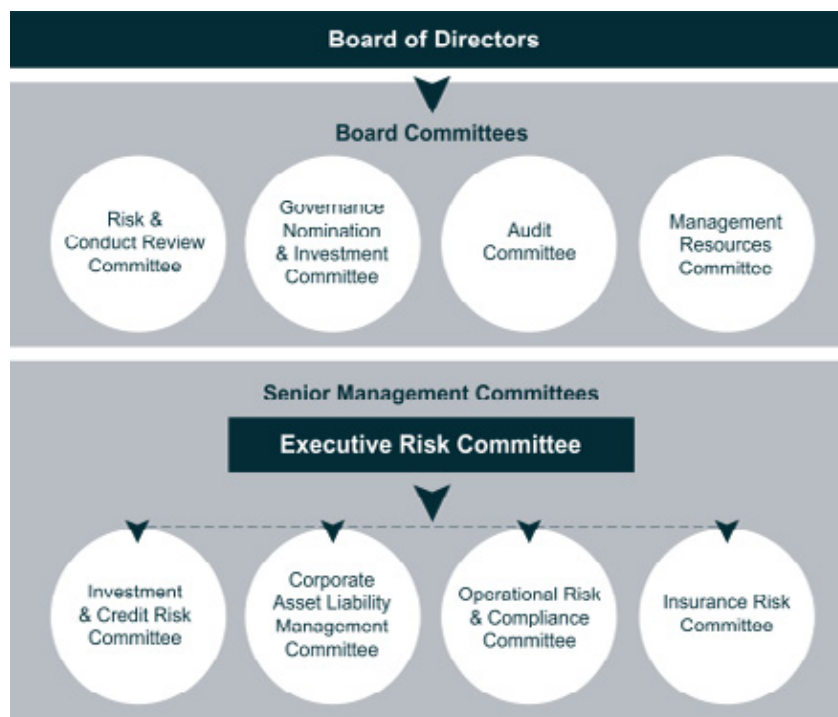 Board of Directors
Board Committees
Risk &
Conduct Review
Committee
Governance
Nomination
& Investment
Committee
Audit
Committee
Management
Resources
Committee
Senior Management Committees
Executive Risk Committee
Investment
& Credit Risk
Committee
Corporate
Asset Liability
Management
Committee
Operational Risk
& Compliance
Committee
Insurance Risk
Committee